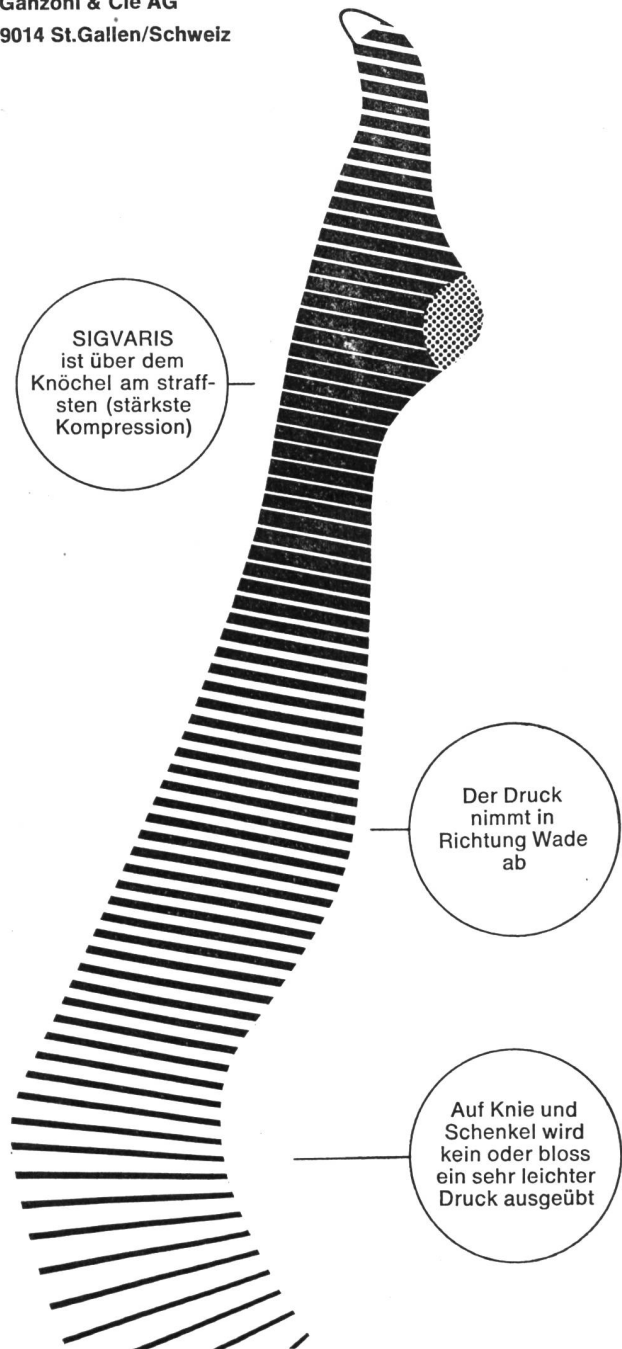 Ganzoni & Cie AG
9014 St.Gallen/Schweiz
SIGVARIS
ist über dem
Knöchel am straff-
sten (stärkste
Kompression)
Der Druck
nimmt in
Richtung Wade
ab
Auf Knie und
Schenkel wird
kein oder bloss
ein sehr leichter
Druck ausgeübt